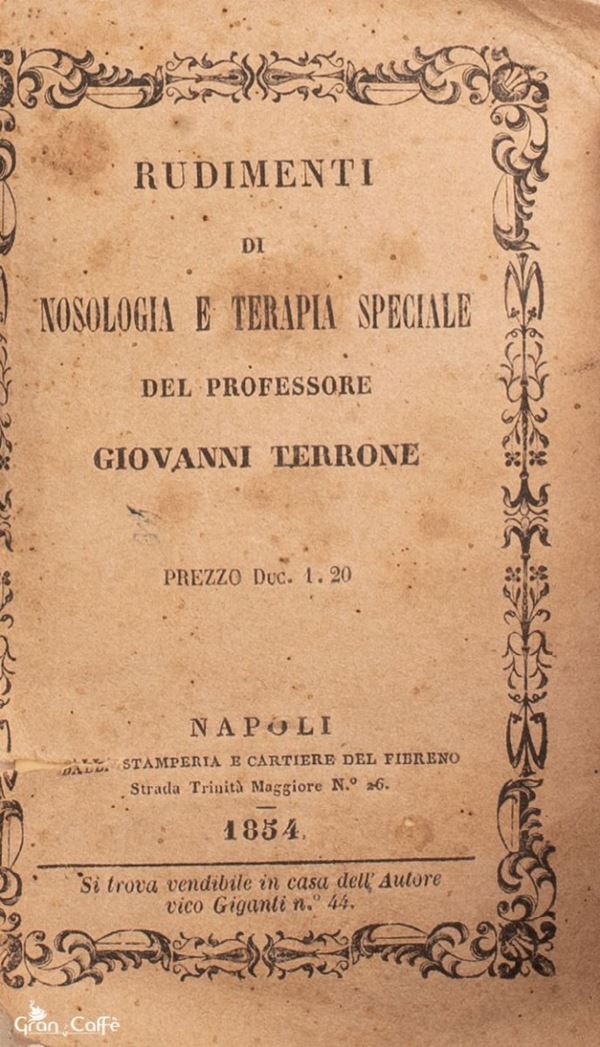 RUDIMENTI
DI
NOSOLOGIA E TERAPIA SPECIALE
DEL PROFESSORE
GIOVANNI TERRONE
PREZZO Duc. 1. 20
NAPOLI
DALLA STAMPERIA E CARTIERE DEL FIBRENO
Strada Trinità Maggiore N.º 26.
1854.
Si trova vendibile in casa dell' Autore
vico Giganti n.º 44.
Gran Caffè